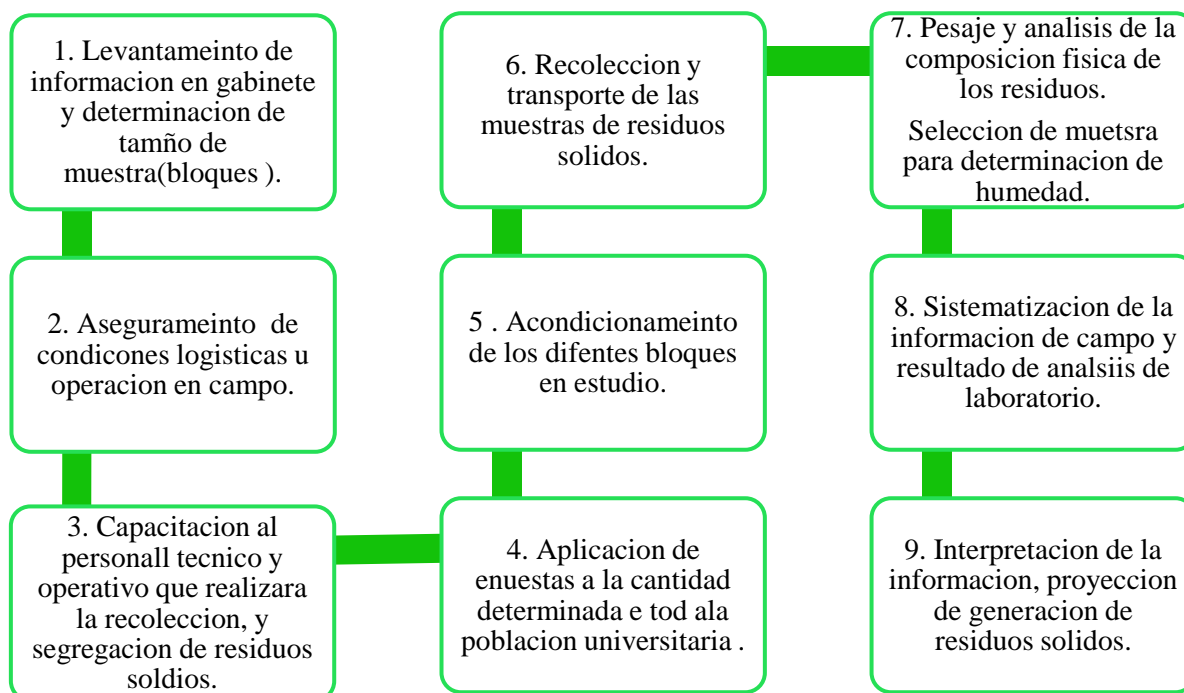 1. Levantameinto de
informacion en gabinete
y determinacion de
tamño de
muestra(bloques ).
2. Asegurameinto de
condicones logisticas u
operacion en campo.
3. Capacitacion al
personall tecnico y
operativo que realizara
la recoleccion, y
segregacion de residuos
soldios.
4. Aplicacion de
enuestas a la cantidad
determinada e tod ala
poblacion universitaria .
5 . Acondicionameinto
de los difentes bloques
en estudio.
6. Recoleccion y
transporte de las
muestras de residuos
solidos.
7. Pesaje y analisis de la
composicion fisica de
los residuos.
Seleccion de muetsra
para determinacion de
humedad.
8. Sistematizacion de la
informacion de campo y
resultado de analsiis de
laboratorio.
9. Interpretacion de la
informacion, proyeccion
de generacion de
residuos solidos.